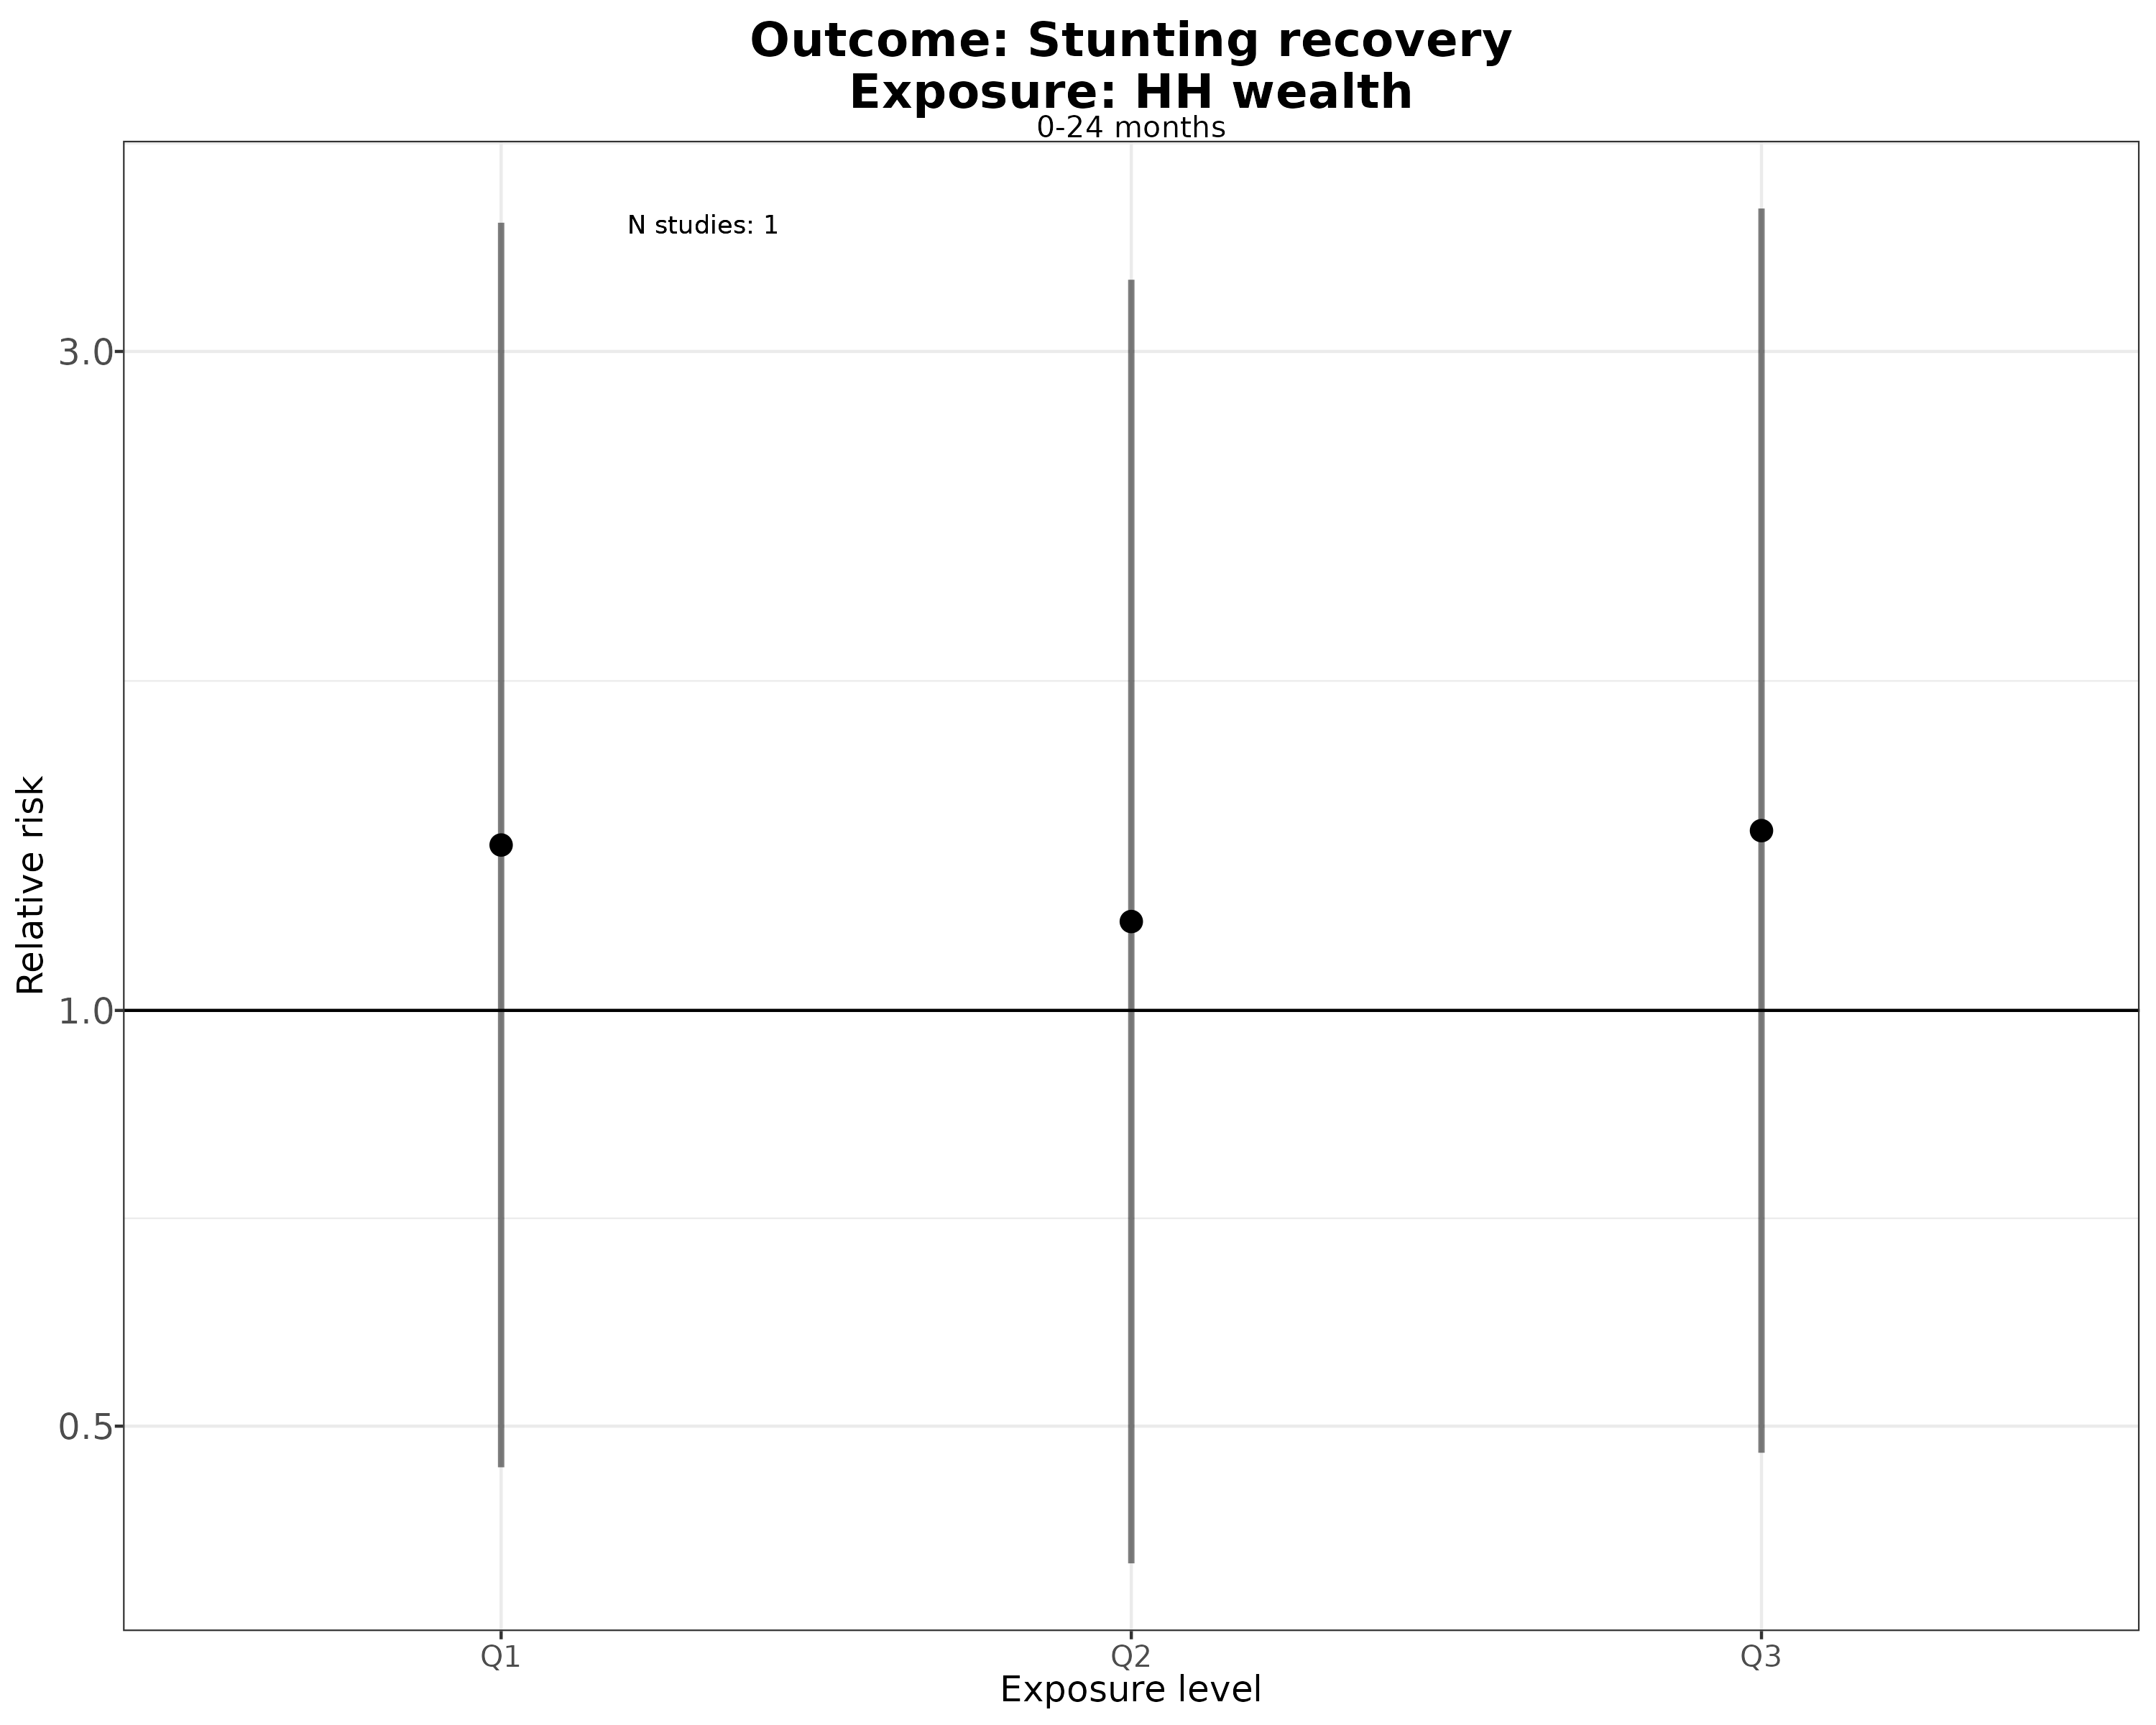 Outcome: Stunting recovery
Exposure: HH wealth
0-24 months
N studies: 1
3.0
1.0
0.5
Relative risk
Q1 Q2 Q3
Exposure level